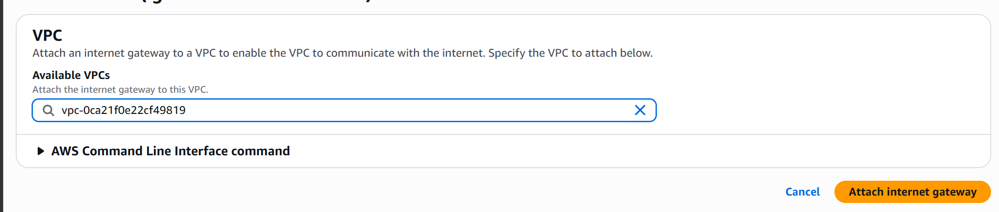 VPC
Attach an internet gateway to a VPC to enable the VPC to communicate with the internet. Specify the VPC to attach below.
Available VPCs
Attach the internet gateway to this VPC.
vpc-0ca21f0e22cf49819
AWS Command Line Interface command
Cancel Attach internet gateway